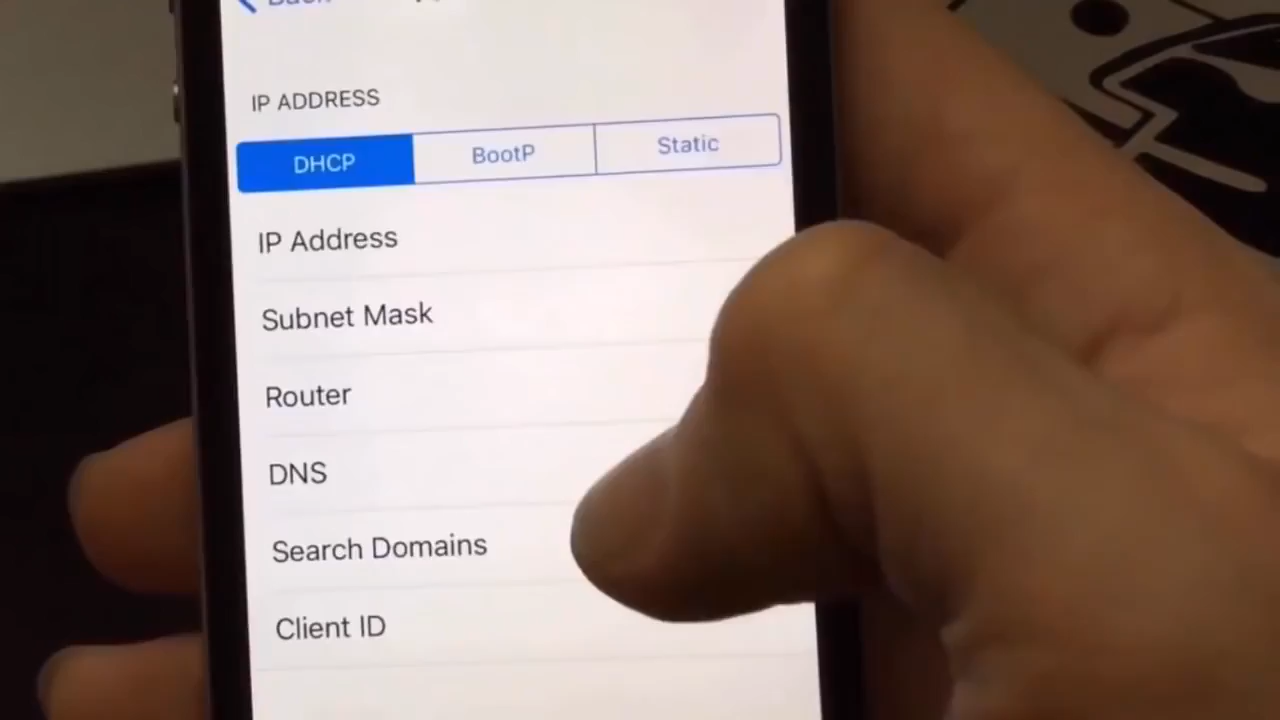 IP ADDRESS
DHCP BootP Static
IP Address
Subnet Mask
Router
DNS
Search Domains
Client ID